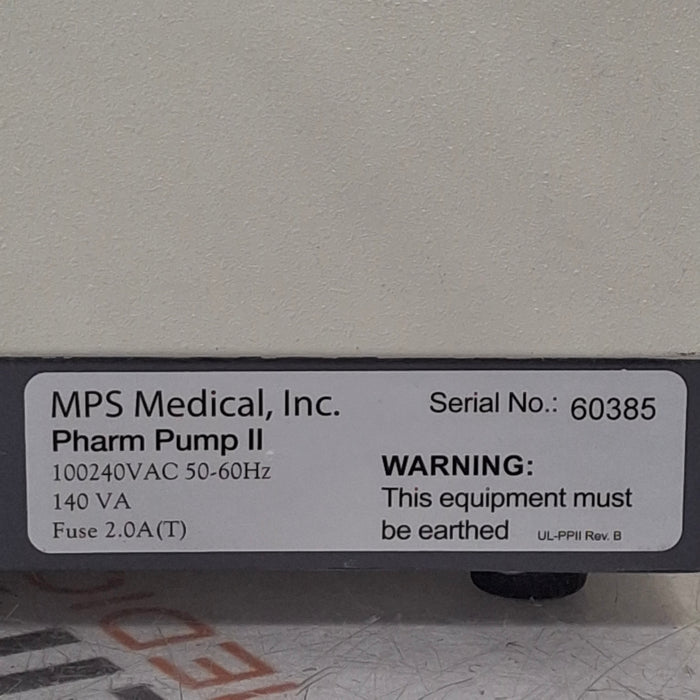 MPS Medical, Inc.
Pharm Pump II
100240VAC 50-60Hz
140 VA
Fuse 2.0A(T)
Serial No.: 60385
WARNING:
This equipment must
be earthed
UL-PPII Rev. B